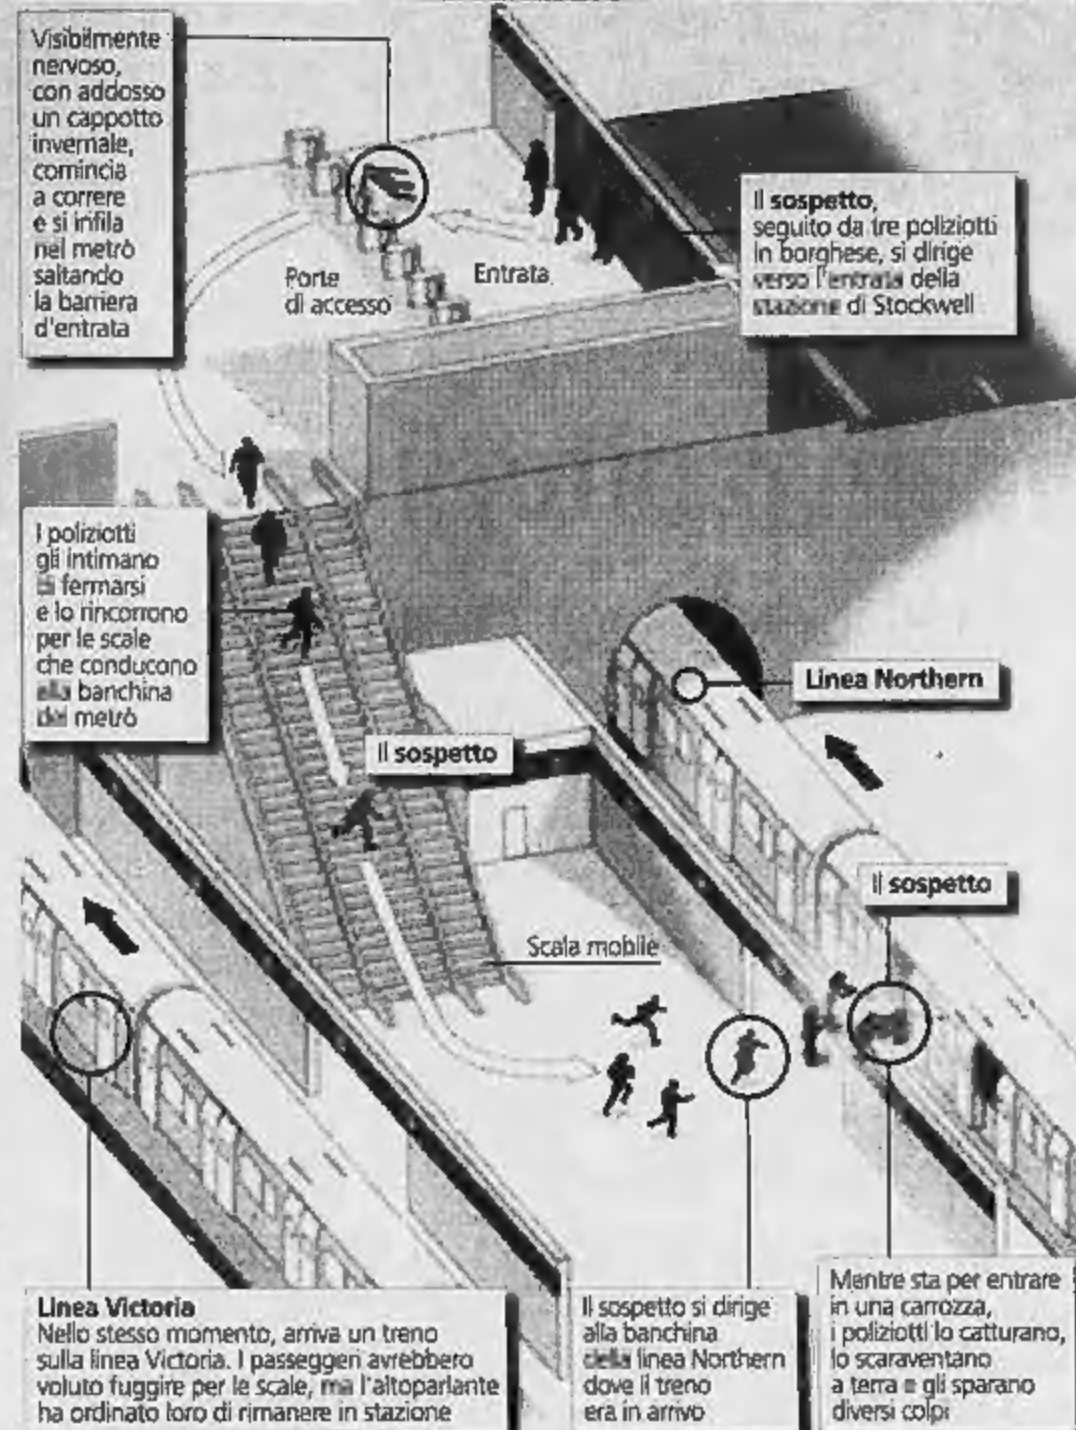 Visibilmente
nervoso,
con addosso
un cappotto
invernale,
comincia
a correre
e si infila
nel metrò
saltando
la barriera
d'entrata
Il sospetto,
seguito da tre poliziotti
in borghese, si dirige
verso l'entrata della
stazione di Stockwell
Porte
di accesso
Entrata
I poliziotti
gli intimano
di fermarsi
e lo rincorrono
per le scale
che conducono
alla banchina
del metrò
Linea Northern
Il sospetto
Il sospetto
Scala mobile
Linea Victoria
Nello stesso momento, arriva un treno
sulla linea Victoria. I passeggeri avrebbero
voluto fuggire per le scale, ma l'altoparlante
ha ordinato loro di rimanere in stazione
Il sospetto si dirige
alla banchina
della linea Northern
dove il treno
era in arrivo
Mentre sta per entrare
in una carrozza,
i poliziotti lo catturano,
lo scaraventano
a terra e gli sparano
diversi colpi